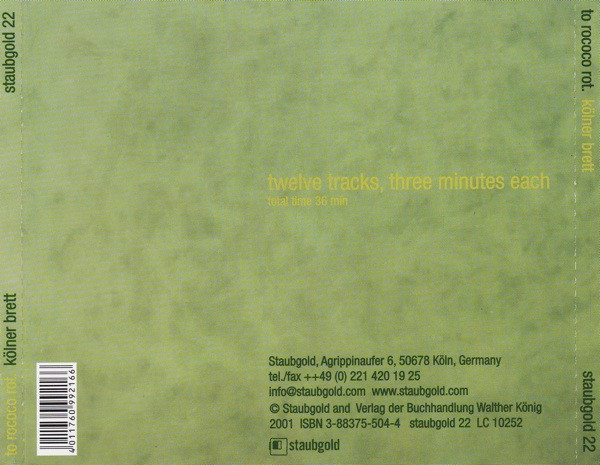 staubgold 22
to rococo rot. kölner brett
twelve tracks, three minutes each
total time 36 min
to rococo rot. kölner brett
4 011760 992166
Staubgold, Agrippinaufer 6, 50678 Köln, Germany
tel./fax ++49 (0) 221 420 19 25
info@staubgold.com www.staubgold.com
© Staubgold and Verlag der Buchhandlung Walther König
2001 ISBN 3-88375-504-4 staubgold 22 LC 10252
staubgold
staubgold 22